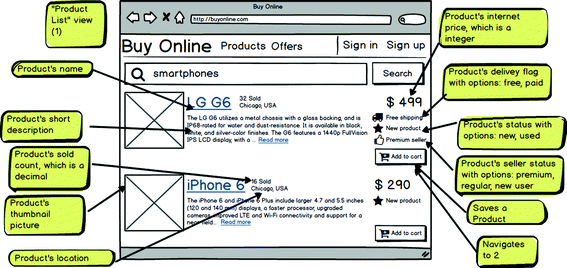 "Product
List" view
(1)
Product's name
Product's short
description
Product's sold
count, which is a
decimal
Product's
thumbnail
picture
Product's location
Buy Online
http://buyonline.com
Buy Online
Products Offers
Sign in Sign up
smartphones
Search
LG G6
32 Sold
Chicago, USA
The LG G6 utilizes a metal chassis with a glass backing, and is
IP68-rated for water and dust-resistance. It is available in black,
white, and silver-color finishes. The G6 features a 1440p FullVision
IPS LCD display, with a ... Read more
$ 499
Free shipping
New product
Premium seller
Add to cart
iPhone 6
16 Sold
Chicago, USA
The iPhone 6 and iPhone 6 Plus include larger 4.7 and 5.5 inches
(120 and 140 mm) displays, a faster processor, upgraded
cameras, improved LTE and Wi-Fi connectivity and support for a
near-field... Read more
$ 290
New product
Add to cart
Product's internet
price, which is a
integer
Product's delivey flag
with options: free, paid
Product's status with
options: new, used
Product's seller status
with options: premium,
regular, new user
Saves a
Product
Navigates
to 2